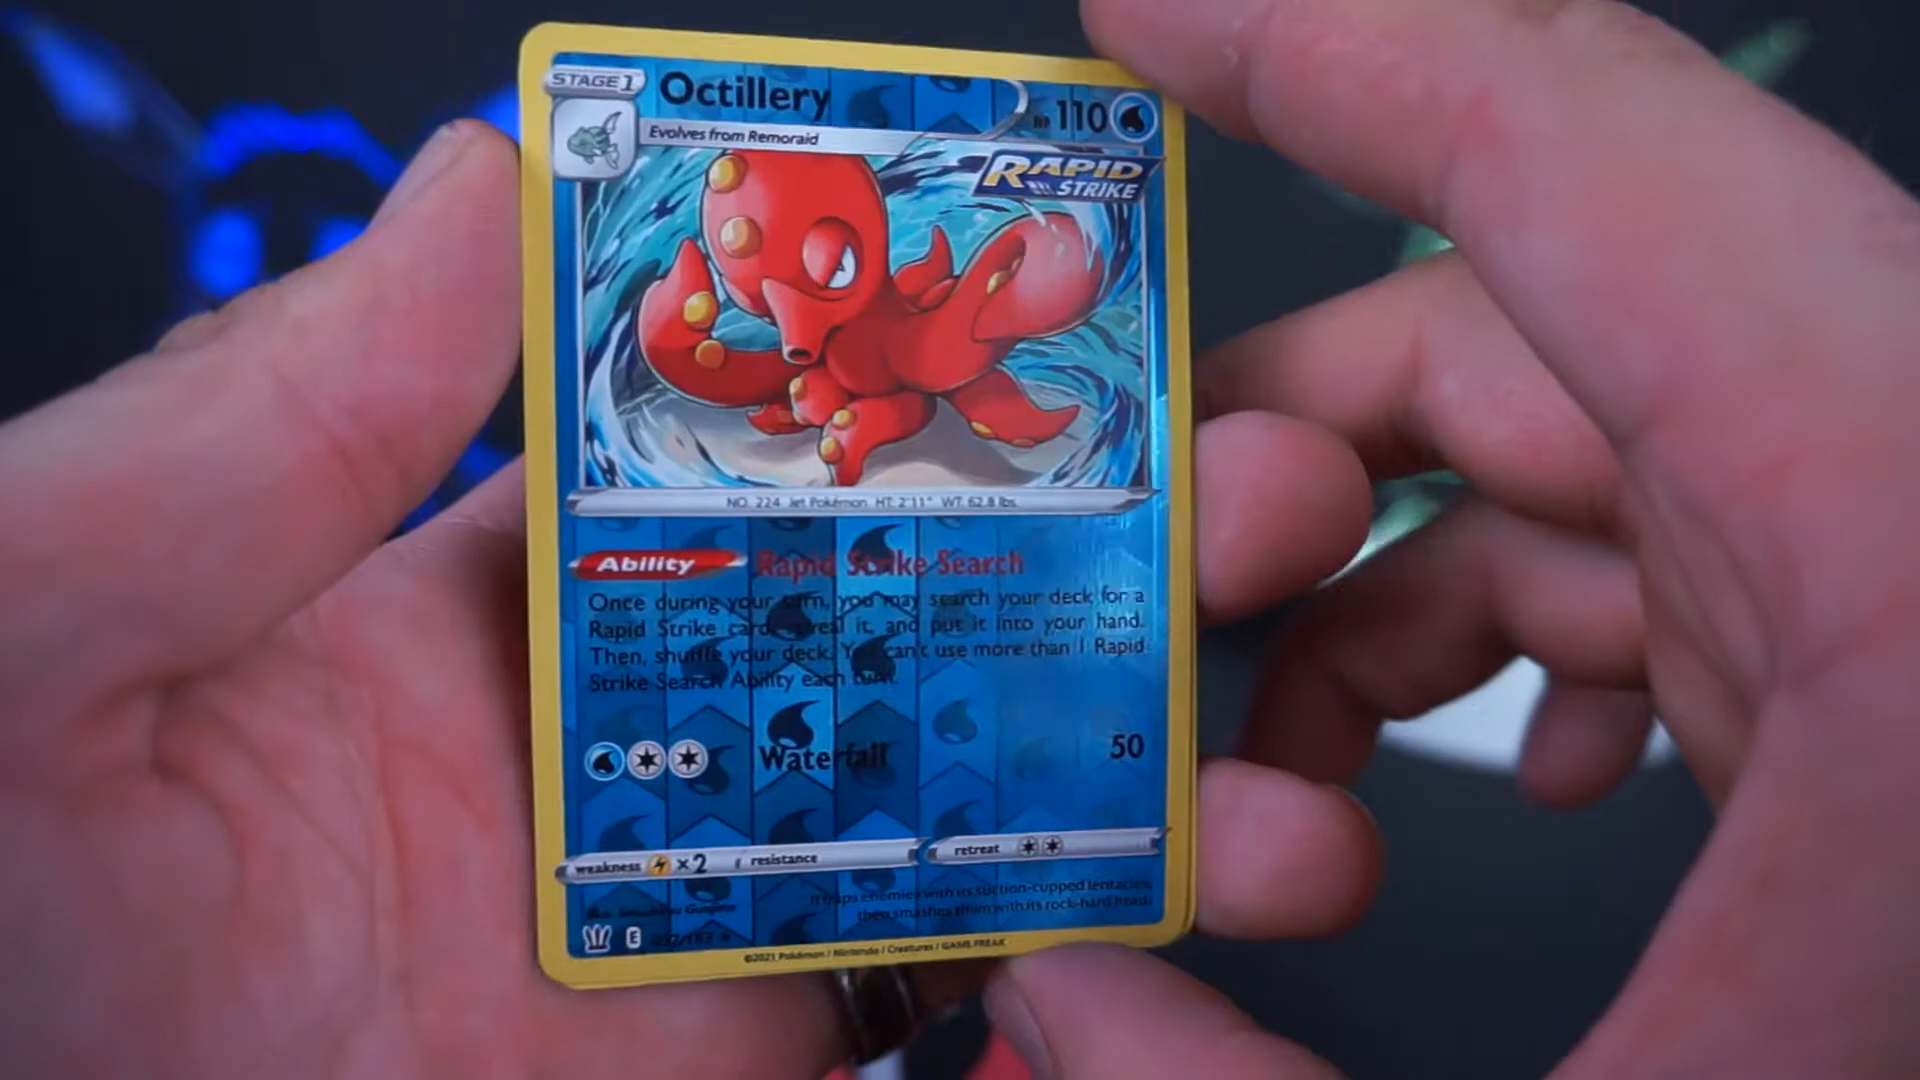 STAGE 1
Octillery
HP 110
Evolves from Remoraid
RAPID
STRIKE
NO. 224 Jet Pokémon HT: 2'11" WT: 62.8 lbs.
Ability Rapid Strike Search
Once during your turn, you may search your deck for a
Rapid Strike card, reveal it, and put it into your hand.
Then, shuffle your deck. You can't use more than 1 Rapid
Strike Search Ability each turn.
Waterfall 50
weakness ×2 resistance retreat
It traps enemies with its suction-cupped tentacles,
then smashes them with its rock-hard head.
E 037/163
©2021 Pokémon / Nintendo / Creatures / GAME FREAK